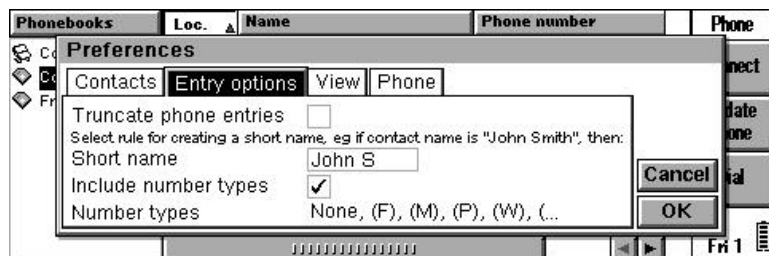 Phonebooks Loc. Name Phone number Phone
Preferences
Contacts Entry options View Phone
Truncate phone entries
Select rule for creating a short name, eg if contact name is "John Smith", then:
Short name John S
Include number types
Number types None, (F), (M), (P), (W), (...
Cancel
OK
Fri 1